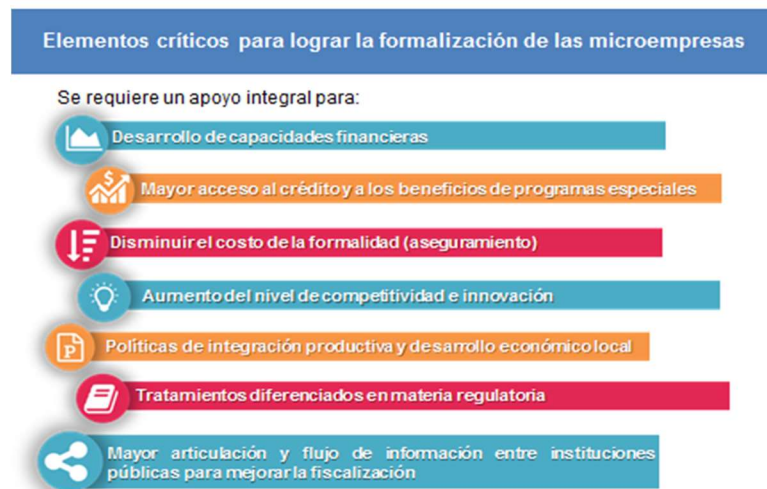 Elementos críticos para lograr la formalización de las microempresas
Se requiere un apoyo integral para:
Desarrollo de capacidades financieras
$
Mayor acceso al crédito y a los beneficios de programas especiales
Disminuir el costo de la formalidad (aseguramiento)
Aumento del nivel de competitividad e innovación
P
Políticas de integración productiva y desarrollo económico local
Tratamientos diferenciados en materia regulatoria
Mayor articulación y flujo de información entre instituciones
públicas para mejorar la fiscalización